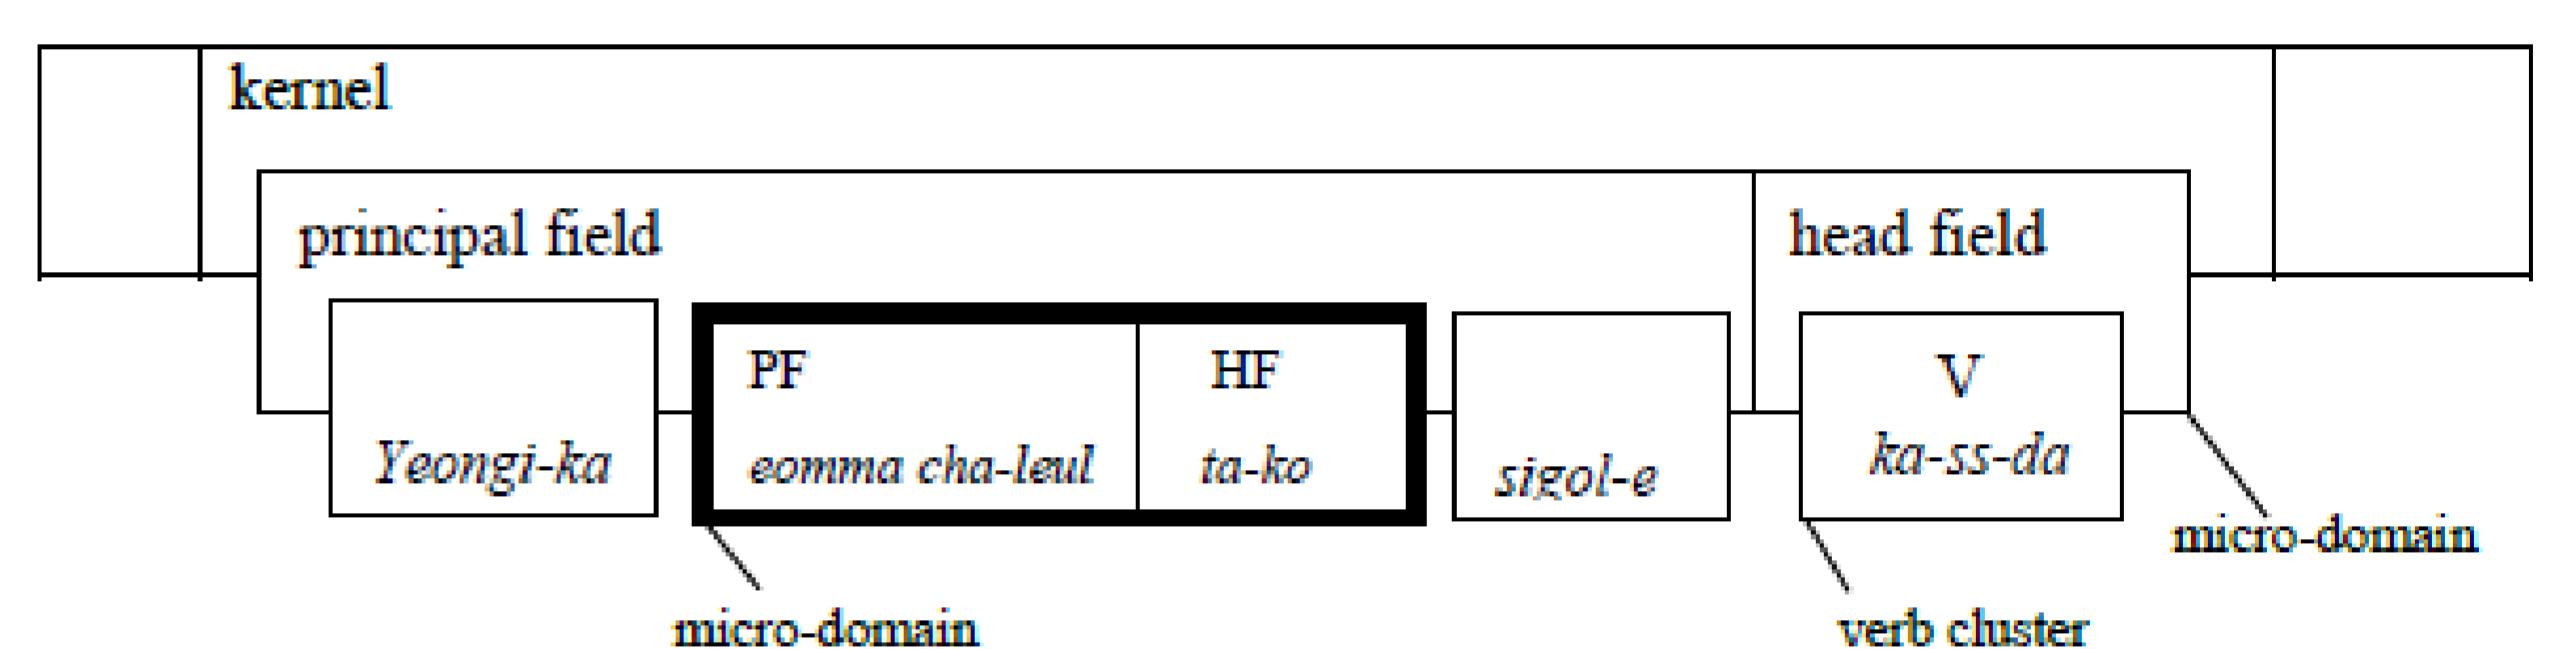 kernel
principal field head field
PF HF V
Yeongi-ka eomma cha-leul ta-ko sigol-e ka-ss-da
micro-domain
micro-domain verb cluster